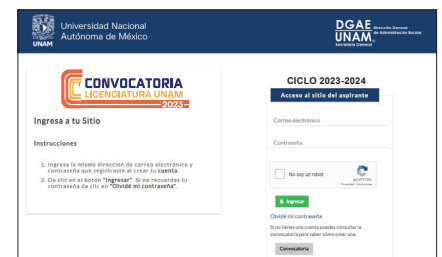 UNAM
Universidad Nacional
Autónoma de México
DGAE
UNAM
Dirección General
de Administración Escolar
Secretaría General
CONVOCATORIA
LICENCIATURA UNAM
2023
Ingresa a tu Sitio
Instrucciones
1. Ingresa la misma dirección de correo electrónico y
contraseña que registraste al crear tu cuenta.
2. Da clic en el botón "Ingresar". Si no recuerdas tu
contraseña da clic en "Olvidé mi contraseña".
CICLO 2023-2024
Acceso al sitio del aspirante
Correo electrónico
Contraseña
No soy un robot
reCAPTCHA
Ingresar
Olvidé mi contraseña
Si no tienes una cuenta puedes consultar la
convocatoria para saber cómo crear una.
Convocatoria